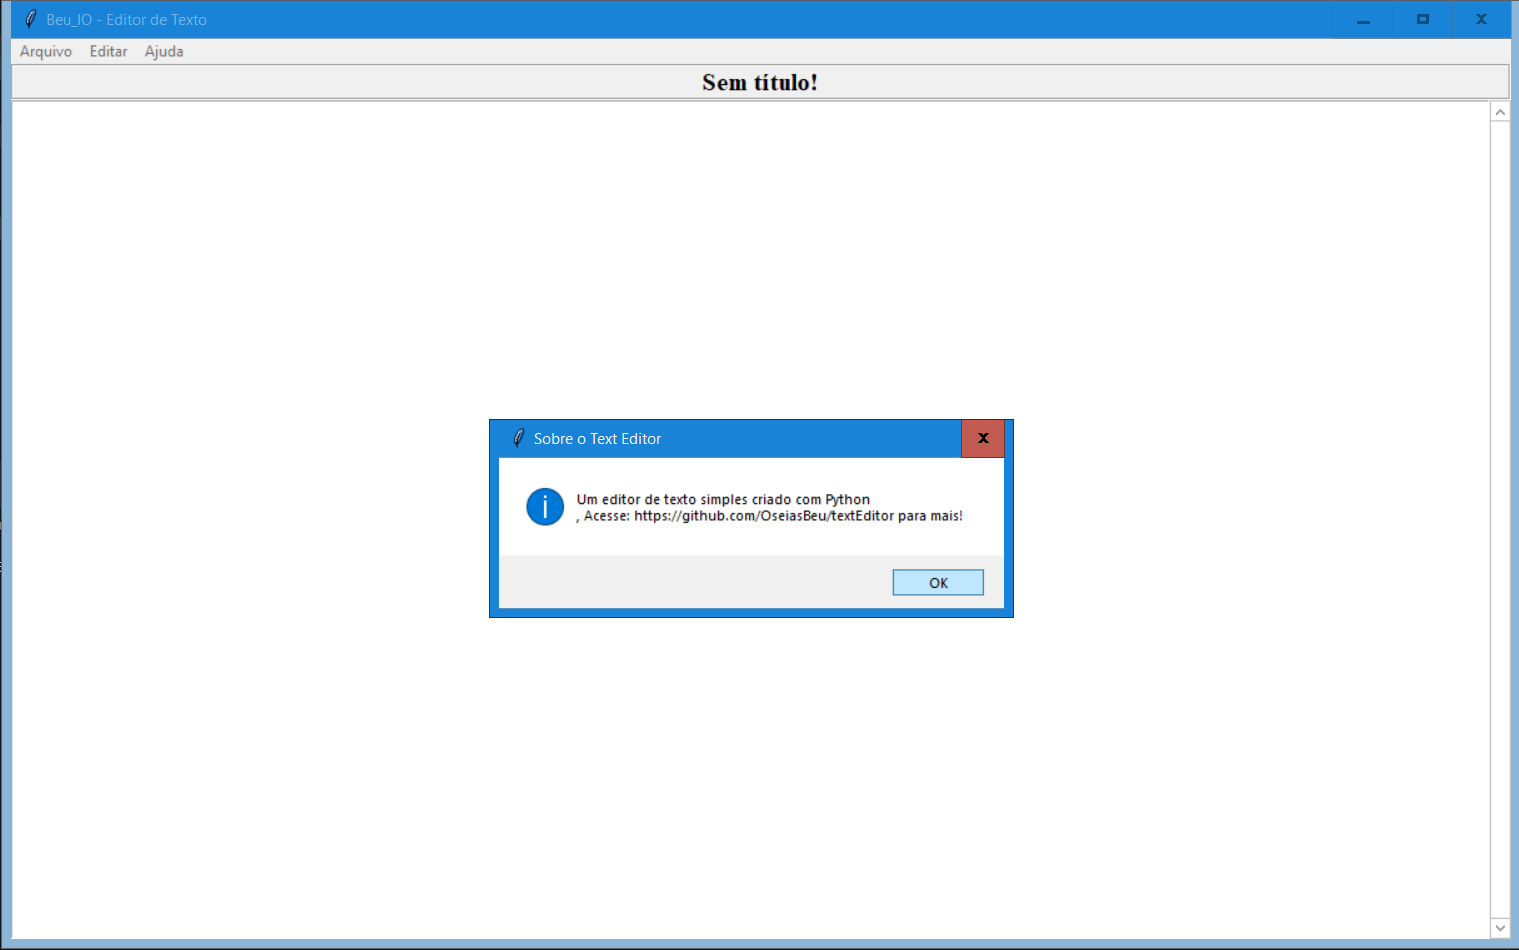 Beu_IO - Editor de Texto
Arquivo Editar Ajuda
Sem título!
Sobre o Text Editor
Um editor de texto simples criado com Python
, Acesse: https://github.com/OseiasBeu/textEditor para mais!
OK